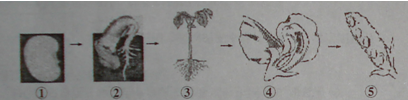 ① ② ③ ④ ⑤